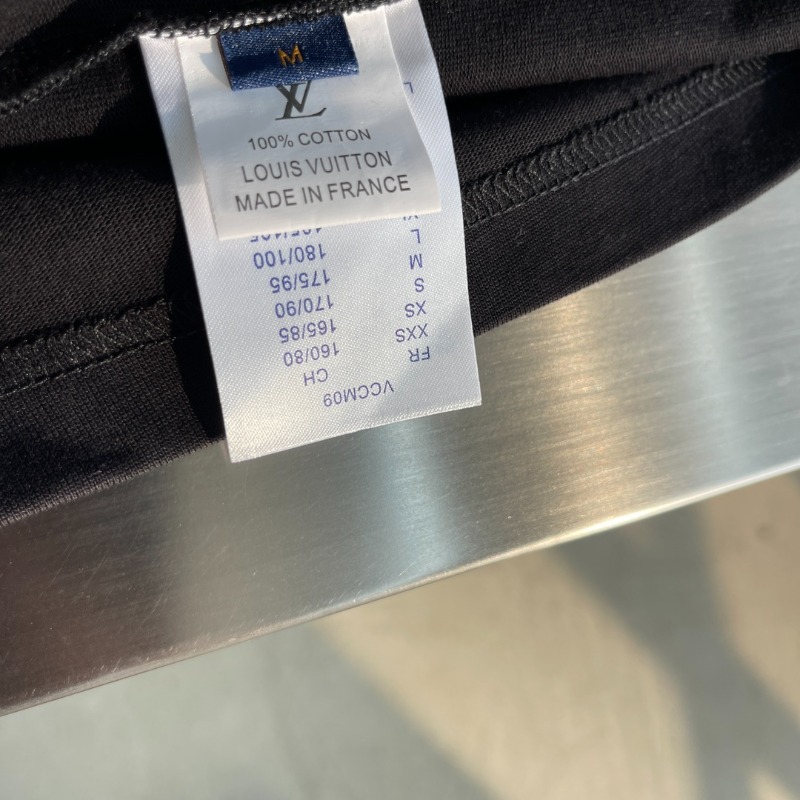 M
LV
100% COTTON
LOUIS VUITTON
MADE IN FRANCE
L
VCCM09
FR CH
XXS 160/80
XS 165/85
S 170/90
M 175/95
L 180/100
XL